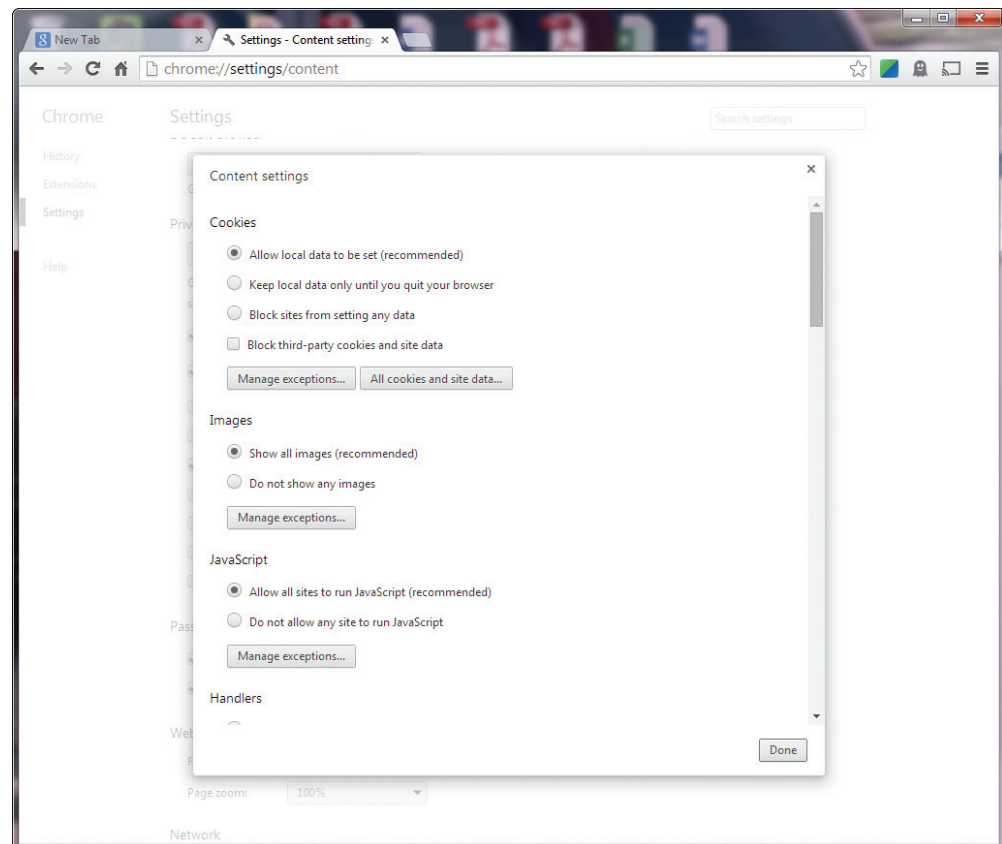 New Tab
Settings - Content setting
chrome://settings/content
Chrome
Settings
Search settings
History
Extensions
Settings
Help
Content settings
Cookies
Allow local data to be set (recommended)
Keep local data only until you quit your browser
Block sites from setting any data
Block third-party cookies and site data
Manage exceptions... All cookies and site data...
Images
Show all images (recommended)
Do not show any images
Manage exceptions...
JavaScript
Allow all sites to run JavaScript (recommended)
Do not allow any site to run JavaScript
Manage exceptions...
Handlers
Done
Page zoom: 100%
Network